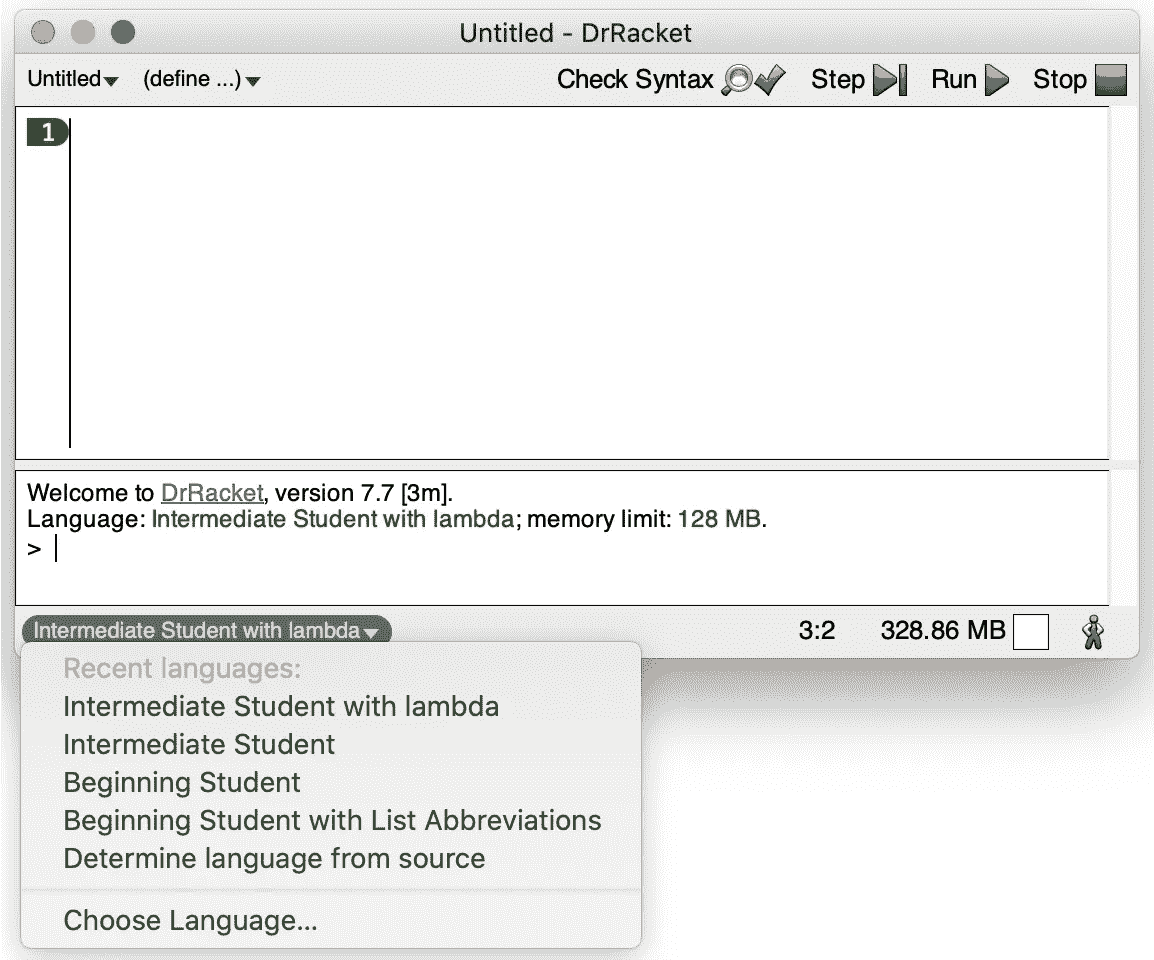 Untitled - DrRacket
Untitled (define ...) Check Syntax Step Run Stop
1
Welcome to DrRacket, version 7.7 [3m].
Language: Intermediate Student with lambda; memory limit: 128 MB.
>
Intermediate Student with lambda 3:2 328.86 MB
Recent languages:
Intermediate Student with lambda
Intermediate Student
Beginning Student
Beginning Student with List Abbreviations
Determine language from source
Choose Language...